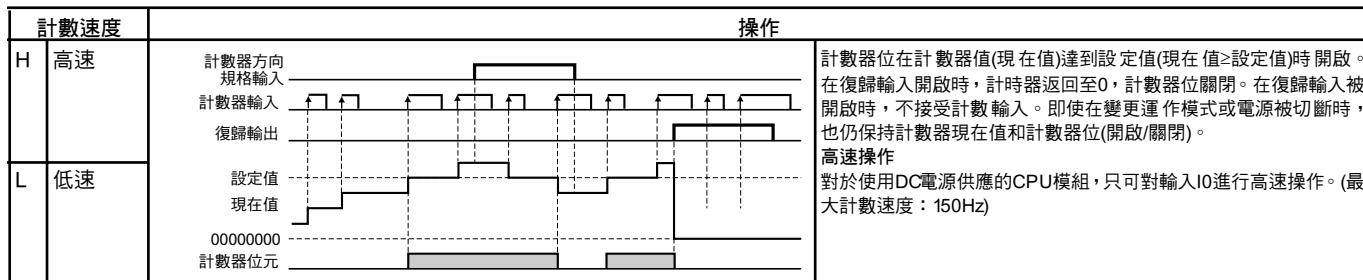 計數速度
操作
H
高速
L
低速
計數器方向
規格輸入
計數器輸入
復歸輸出
設定值
現在值
00000000
計數器位元
計數器位在計數器值(現在值)達到設定值(現在值≥設定值)時開啟。
在復歸輸入開啟時，計時器返回至0，計數器位關閉。在復歸輸入被
開啟時，不接受計數輸入。即使在變更運作模式或電源被切斷時，
也仍保持計數器現在值和計數器位(開啟/關閉)。
高速操作
對於使用DC電源供應的CPU模組，只可對輸入I0進行高速操作。(最
大計數速度：150Hz)